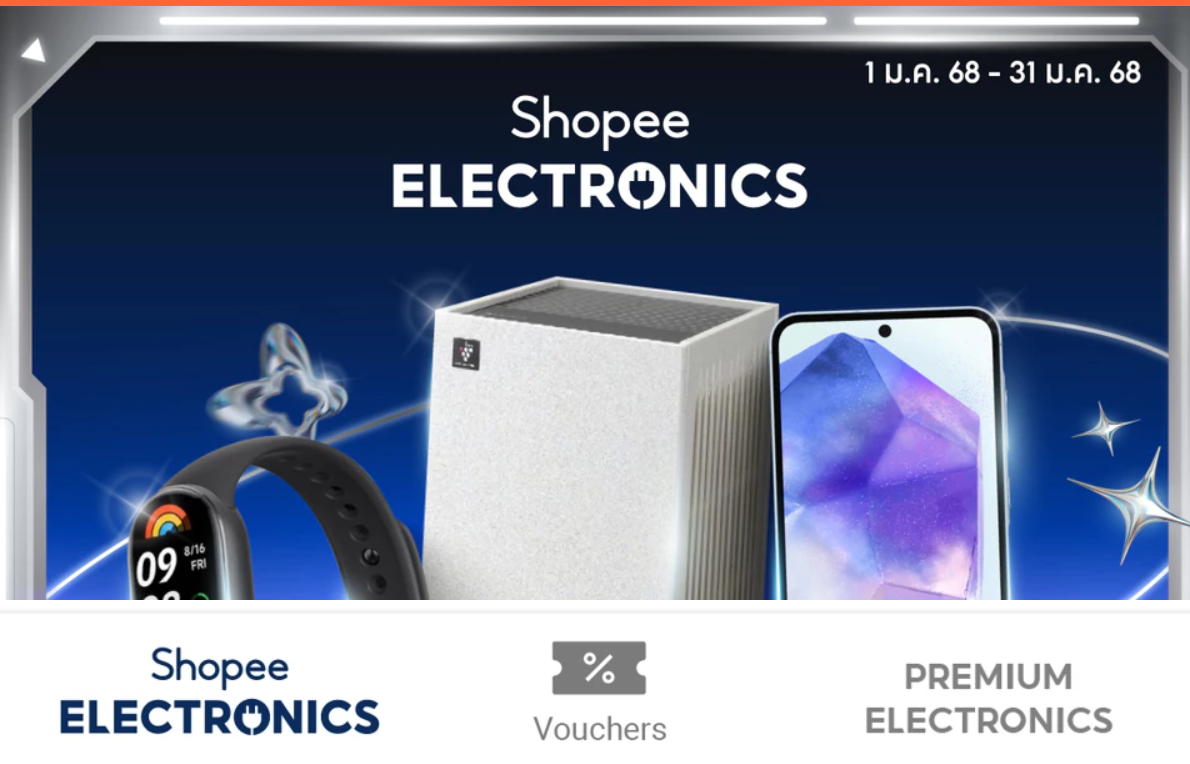 1 ม.ค. 68 - 31 ม.ค. 68
Shopee
ELECTRONICS
09
8/16
FRI
Shopee
ELECTRONICS
%
Vouchers
PREMIUM
ELECTRONICS